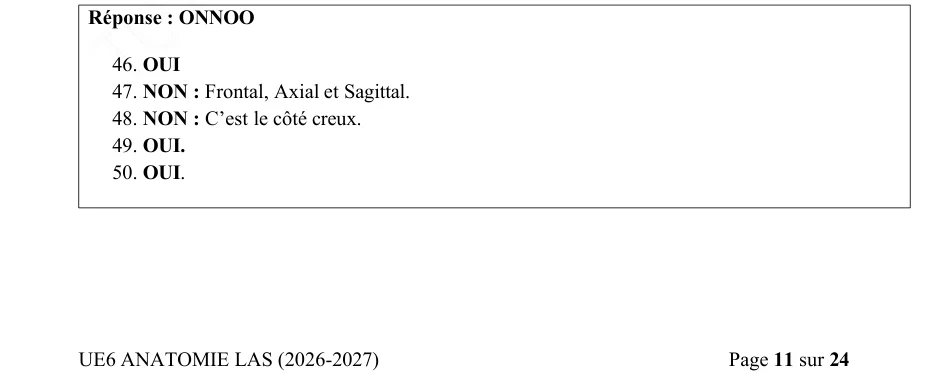 Réponse : ONNOO
46. OUI
47. NON : Frontal, Axial et Sagittal.
48. NON : C’est le côté creux.
49. OUI.
50. OUI.
UE6 ANATOMIE LAS (2026-2027)
Page 11 sur 24